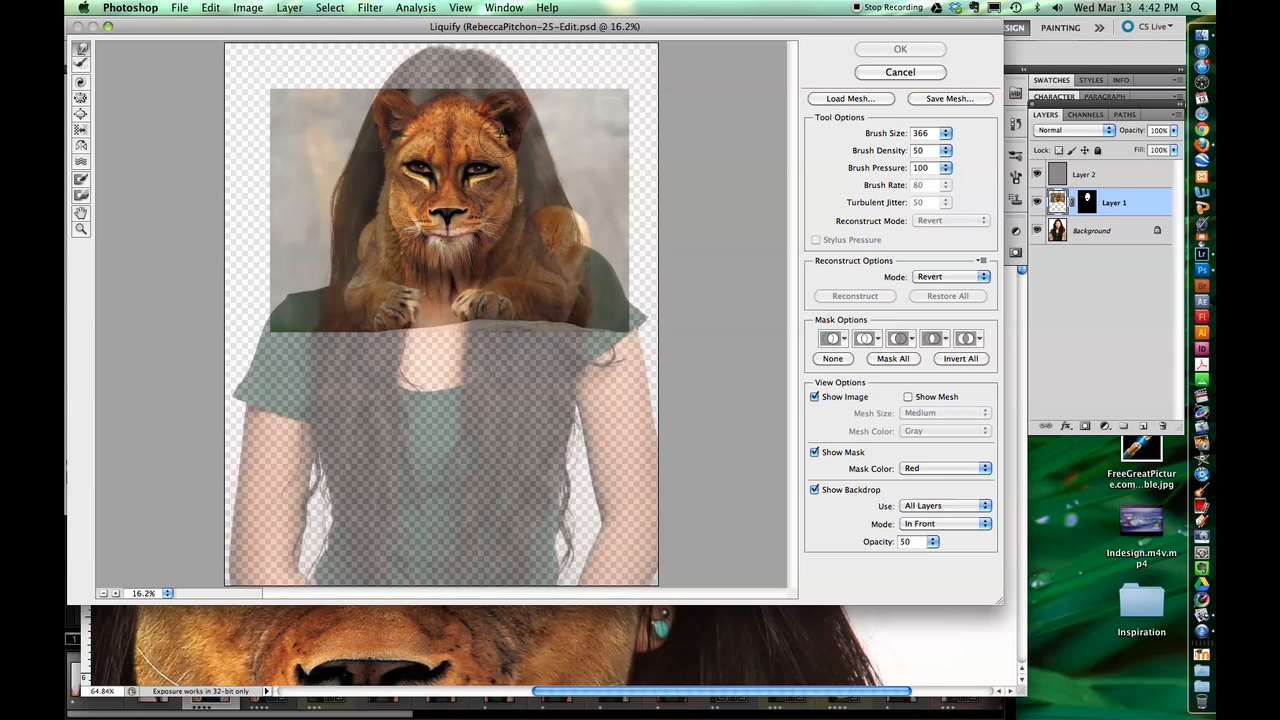 Photoshop File Edit Image Layer Select Filter Analysis View Window Help Stop Recording Wed Mar 13 4:42 PM
Liquify (RebeccaPitchon-25-Edit.psd @ 16.2%)
PAINTING CS Live
OK
Cancel
Load Mesh... Save Mesh...
Tool Options
Brush Size: 366
Brush Density: 50
Brush Pressure: 100
Brush Rate: 80
Turbulent Jitter: 50
Reconstruct Mode: Revert
Stylus Pressure
Reconstruct Options
Mode: Revert
Reconstruct Restore All
Mask Options
None Mask All Invert All
View Options
Show Image Show Mesh
Mesh Size: Medium
Mesh Color: Gray
Show Mask
Mask Color: Red
Show Backdrop
Use: All Layers
Mode: In Front
Opacity: 50
16.2%
SWATCHES STYLES INFO
CHARACTER PARAGRAPH
LAYERS CHANNELS PATHS
Normal Opacity: 100%
Lock: Fill: 100%
Layer 2
Layer 1
Background
FreeGreatPictur
e.com...ble.jpg
Indesign.m4v.m
p4
Inspiration
64.84% Exposure works in 32-bit only